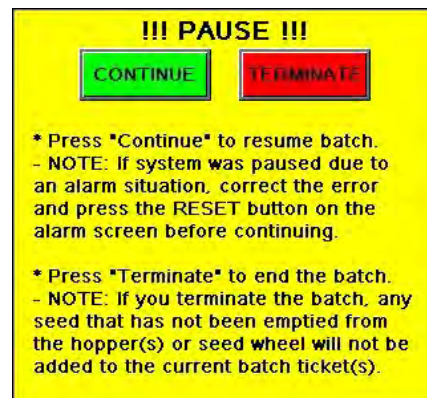 !!! PAUSE !!!
CONTINUE TERMINATE
* Press "Continue" to resume batch.
- NOTE: If system was paused due to
an alarm situation, correct the error
and press the RESET button on the
alarm screen before continuing.
* Press "Terminate" to end the batch.
- NOTE: If you terminate the batch, any
seed that has not been emptied from
the hopper(s) or seed wheel will not be
added to the current batch ticket(s).